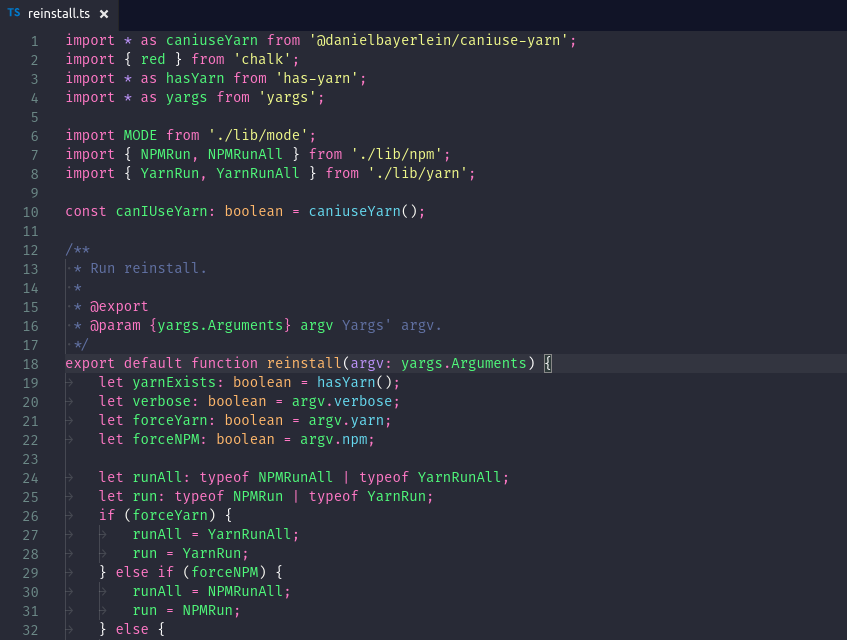 TS reinstall.ts ×
1 import * as caniuseYarn from '@danielbayerlein/caniuse-yarn';
2 import { red } from 'chalk';
3 import * as hasYarn from 'has-yarn';
4 import * as yargs from 'yargs';
5
6 import MODE from './lib/mode';
7 import { NPMRun, NPMRunAll } from './lib/npm';
8 import { YarnRun, YarnRunAll } from './lib/yarn';
9
10 const canIUseYarn: boolean = caniuseYarn();
11
12 /**
13  * Run reinstall.
14  *
15  * @export
16  * @param {yargs.Arguments} argv Yargs' argv.
17  */
18 export default function reinstall(argv: yargs.Arguments) {
19     let yarnExists: boolean = hasYarn();
20     let verbose: boolean = argv.verbose;
21     let forceYarn: boolean = argv.yarn;
22     let forceNPM: boolean = argv.npm;
23
24     let runAll: typeof NPMRunAll | typeof YarnRunAll;
25     let run: typeof NPMRun | typeof YarnRun;
26     if (forceYarn) {
27         runAll = YarnRunAll;
28         run = YarnRun;
29     } else if (forceNPM) {
30         runAll = NPMRunAll;
31         run = NPMRun;
32     } else {